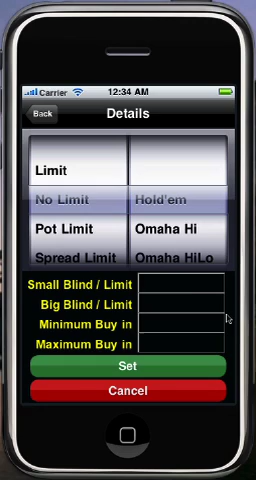 Carrier 12:34 AM
Back Details
Limit
No Limit Hold'em
Pot Limit Omaha Hi
Spread Limit Omaha HiLo
Small Blind / Limit
Big Blind / Limit
Minimum Buy in
Maximum Buy in
Set
Cancel